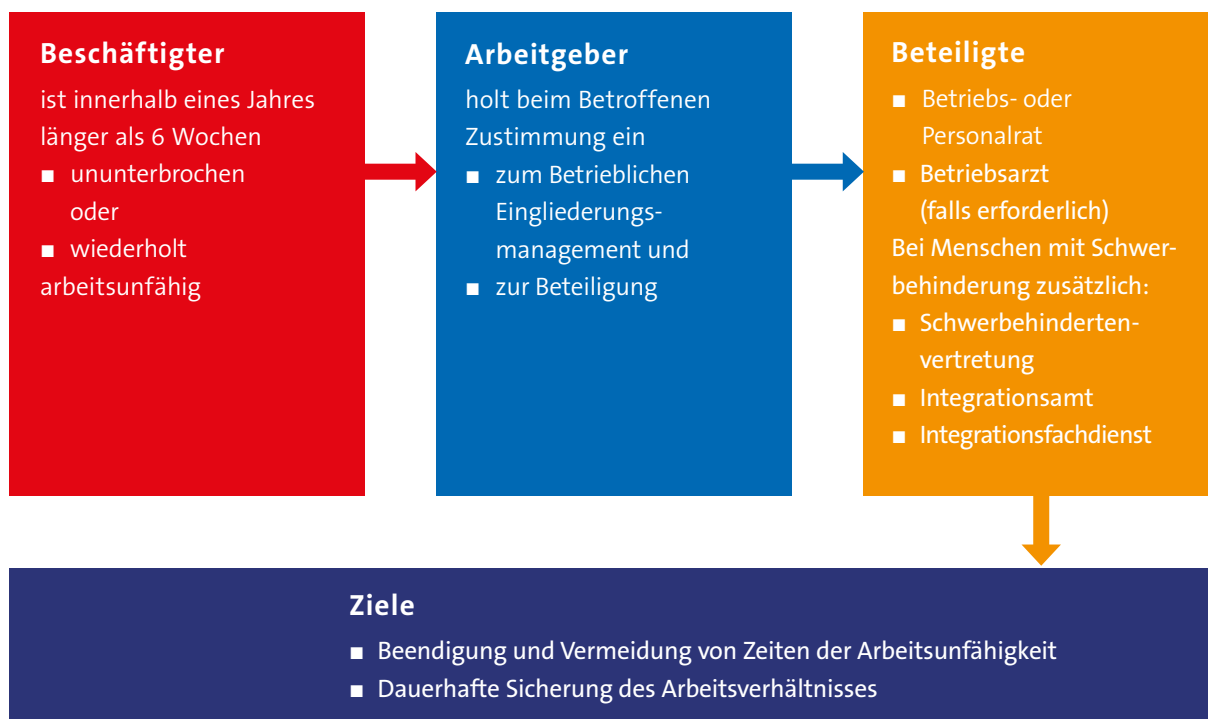 Beschäftigter
ist innerhalb eines Jahres
länger als 6 Wochen
■ ununterbrochen
oder
■ wiederholt
arbeitsunfähig
Arbeitgeber
holt beim Betroffenen
Zustimmung ein
■ zum Betrieblichen
Eingliederungs-
management und
■ zur Beteiligung
Beteiligte
■ Betriebs- oder
Personalrat
■ Betriebsarzt
(falls erforderlich)
Bei Menschen mit Schwer-
behinderung zusätzlich:
■ Schwerbehinderten-
vertretung
■ Integrationsamt
■ Integrationsfachdienst
Ziele
■ Beendigung und Vermeidung von Zeiten der Arbeitsunfähigkeit
■ Dauerhafte Sicherung des Arbeitsverhältnisses